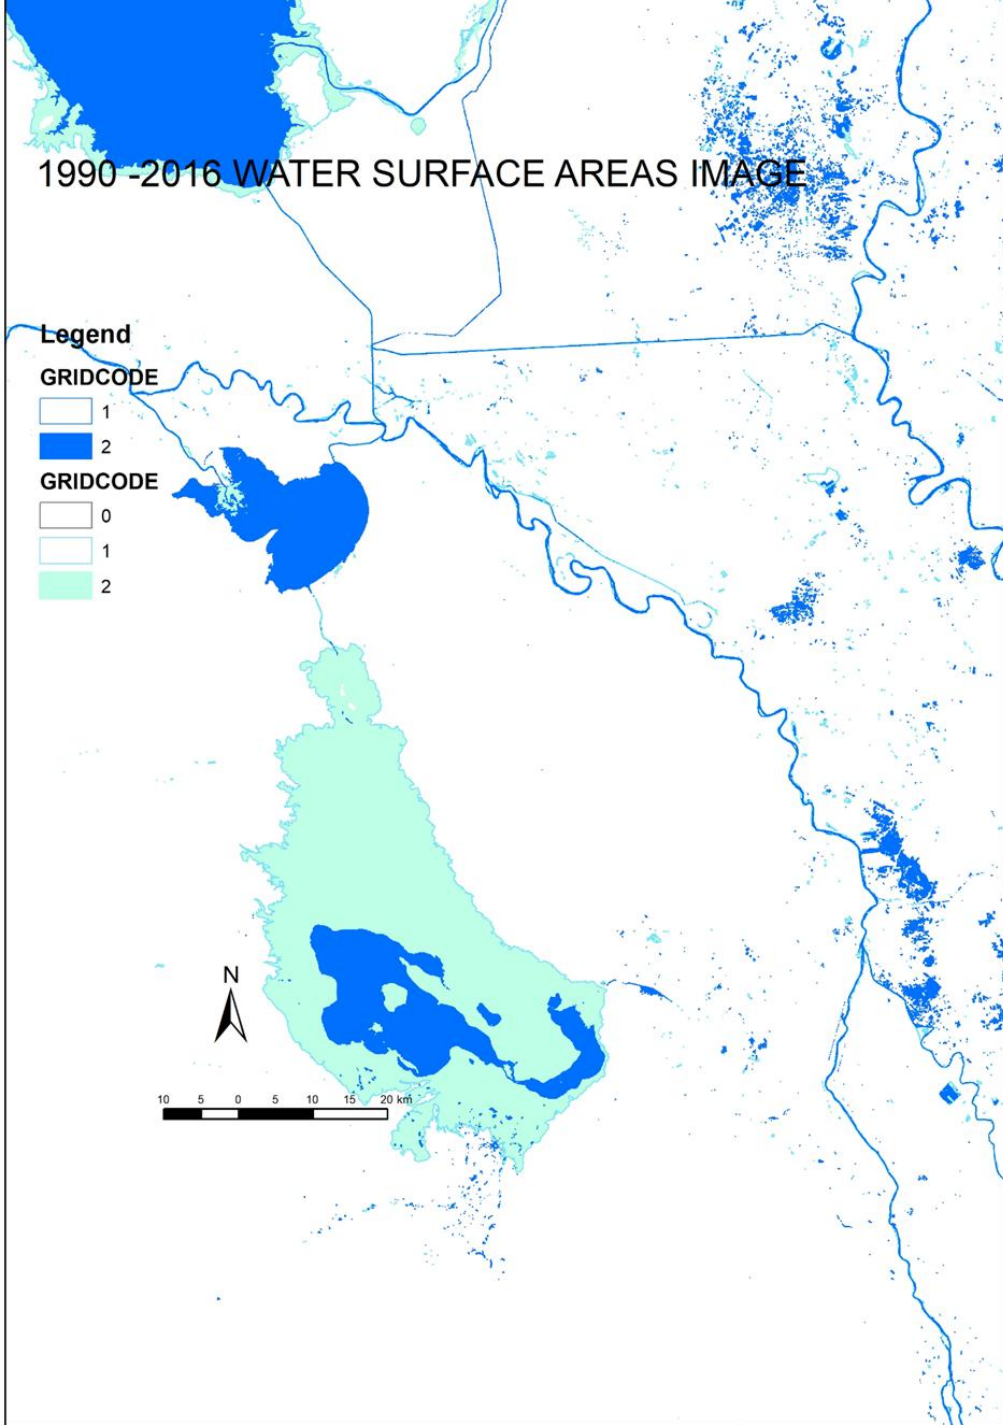 1990 -2016 WATER SURFACE AREAS IMAGE
Legend
GRIDCODE
1
2
GRIDCODE
0
1
2
N
10 5 0 5 10 15 20 km